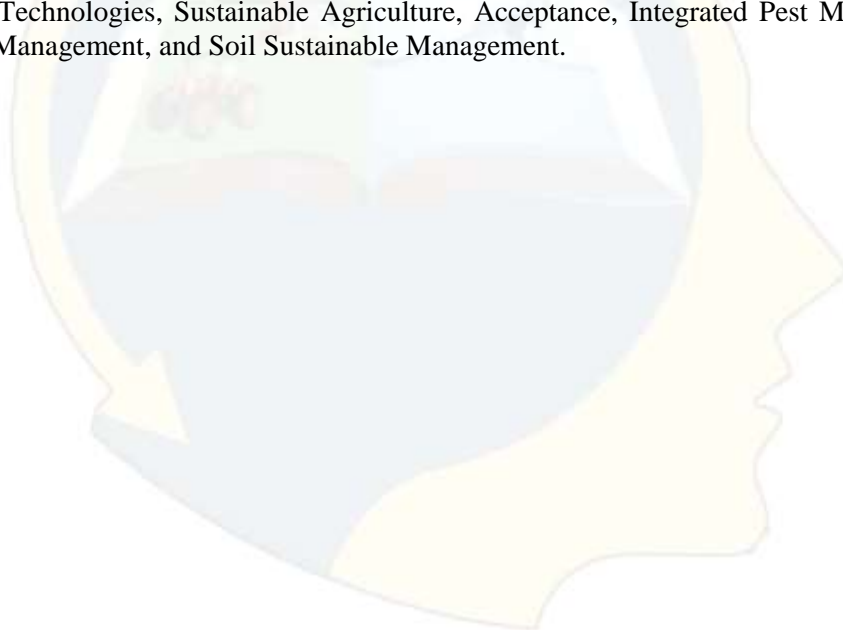 Technologies, Sustainable Agriculture, Acceptance, Integrated Pest M
Management, and Soil Sustainable Management.